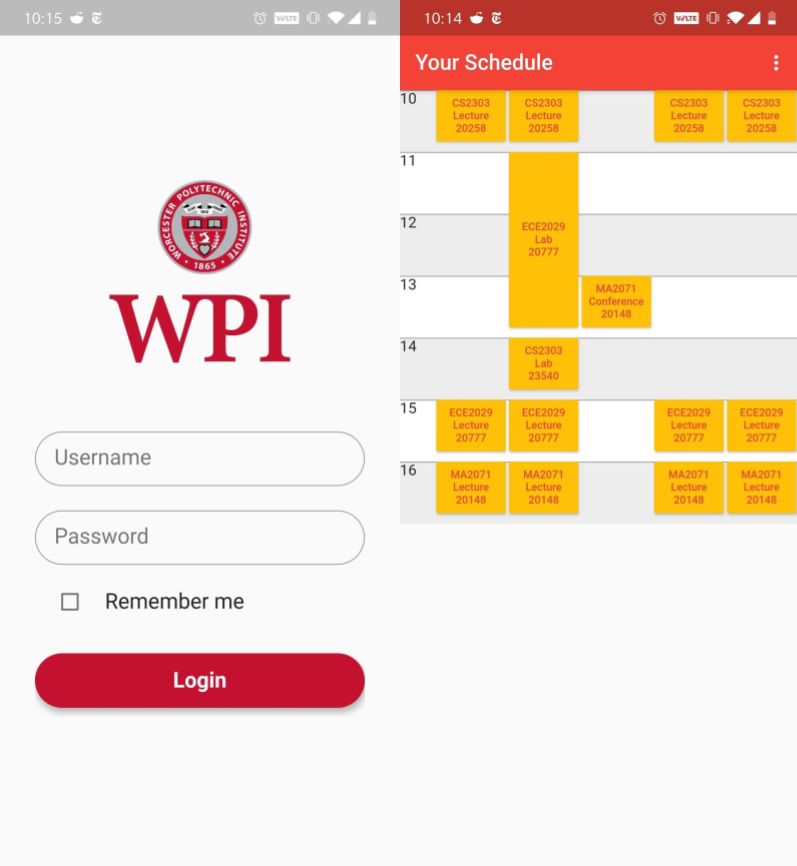 10:15
VoLTE
WORCESTER POLYTECHNIC INSTITUTE
1865
WPI
Username
Password
Remember me
Login
10:14
VoLTE
Your Schedule
10
CS2303
Lecture
20258
CS2303
Lecture
20258
CS2303
Lecture
20258
CS2303
Lecture
20258
11
12
ECE2029
Lab
20777
13
MA2071
Conference
20148
14
CS2303
Lab
23540
15
ECE2029
Lecture
20777
ECE2029
Lecture
20777
ECE2029
Lecture
20777
ECE2029
Lecture
20777
16
MA2071
Lecture
20148
MA2071
Lecture
20148
MA2071
Lecture
20148
MA2071
Lecture
20148